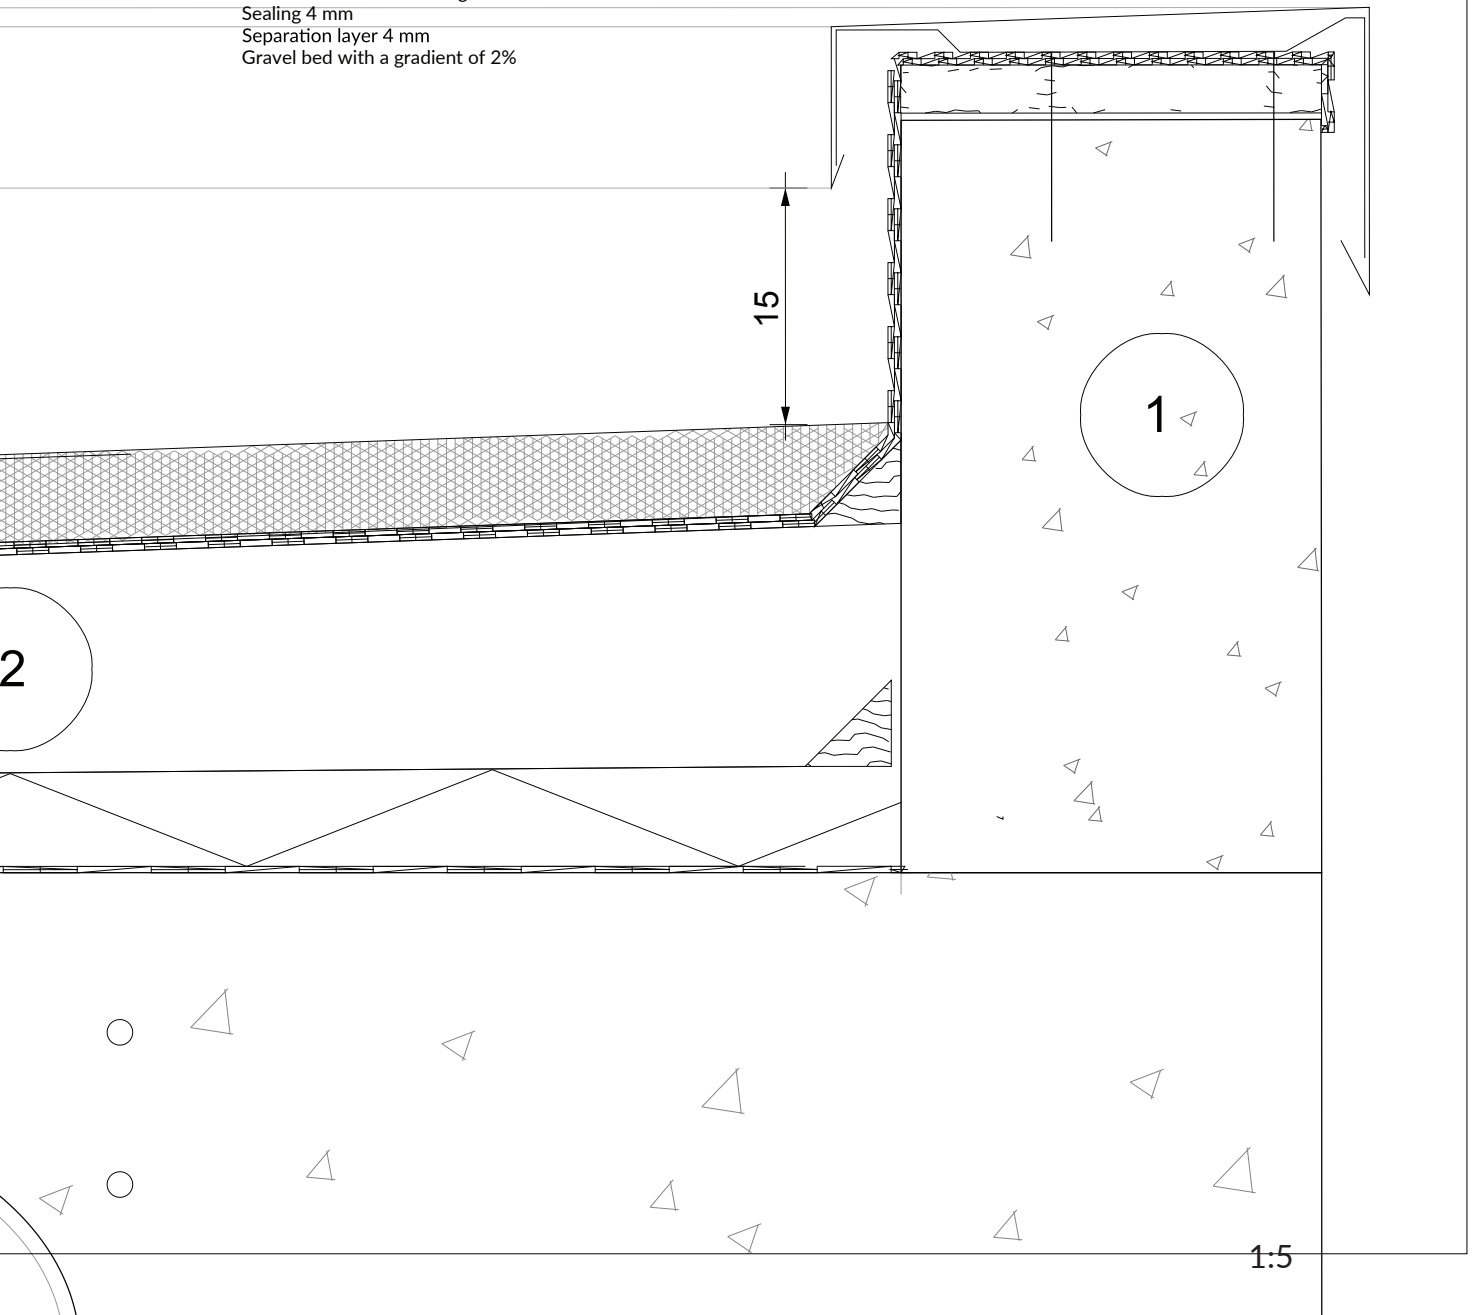 Sealing 4 mm
Separation layer 4 mm
Gravel bed with a gradient of 2%
15
1
2
1:5